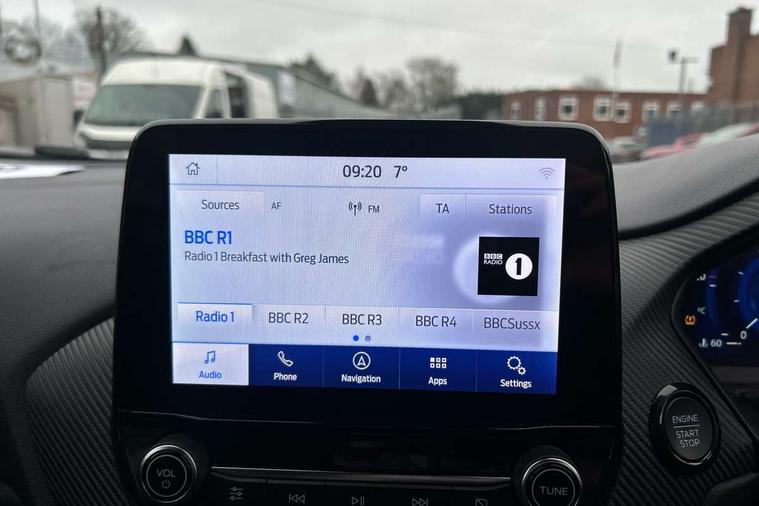 09:20 7°
Sources AF FM TA Stations
BBC R1
Radio 1 Breakfast with Greg James
BBC
RADIO
1
Radio 1 BBC R2 BBC R3 BBC R4 BBCSussx
Audio Phone Navigation Apps Settings
VOL
TUNE
ENGINE
START
STOP
60
0